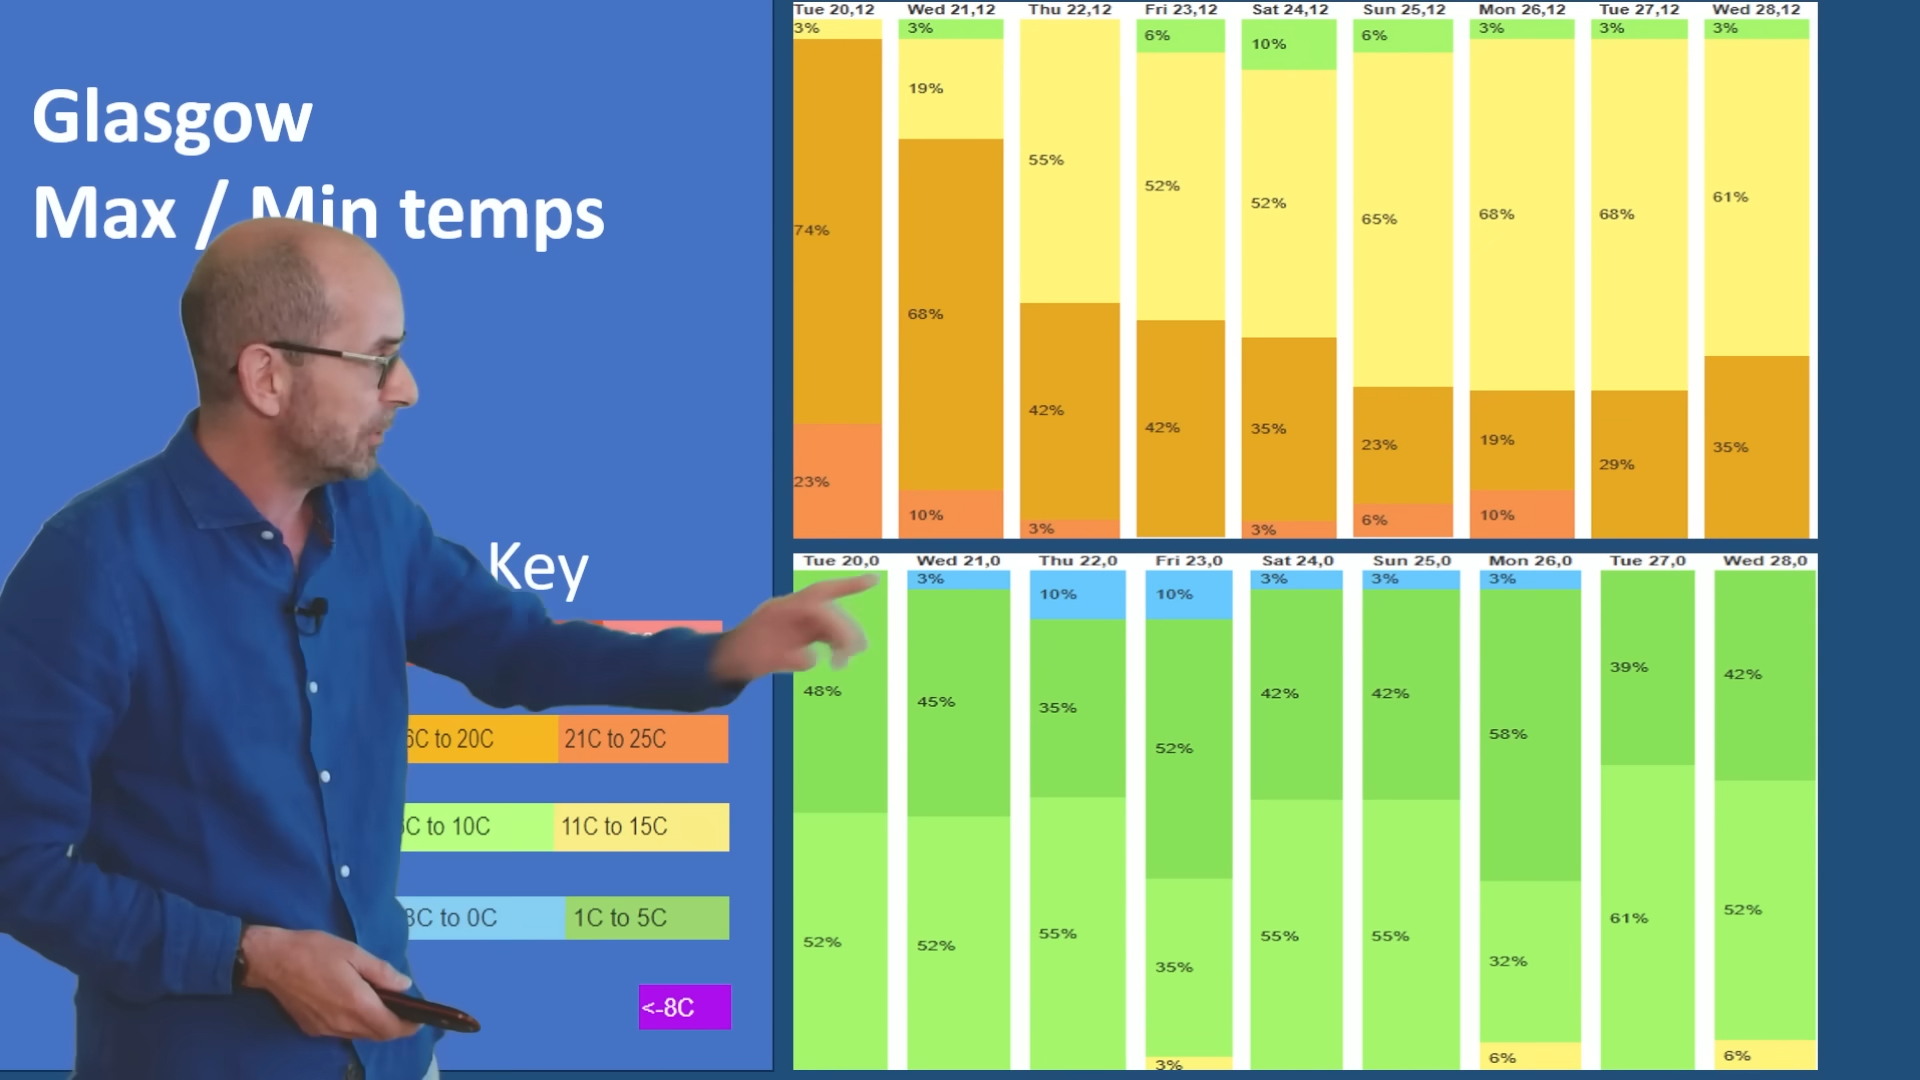 Glasgow
Max / Min temps
Key
6C to 20C 21C to 25C
C to 10C 11C to 15C
3C to 0C 1C to 5C
<-8C
Tue 20,12 Wed 21,12 Thu 22,12 Fri 23,12 Sat 24,12 Sun 25,12 Mon 26,12 Tue 27,12 Wed 28,12
3% 3% 6% 10% 6% 3% 3% 3%
19%
55% 52% 52% 65% 68% 68% 61%
74%
68%
42% 42% 35% 23% 19% 29% 35%
23%
10% 3% 3% 6% 10%
Tue 20,0 Wed 21,0 Thu 22,0 Fri 23,0 Sat 24,0 Sun 25,0 Mon 26,0 Tue 27,0 Wed 28,0
3% 10% 10% 3% 3% 3%
48% 45% 35% 52% 42% 42% 58% 39% 42%
52% 52% 55% 35% 55% 55% 32% 61% 52%
3% 6% 6%